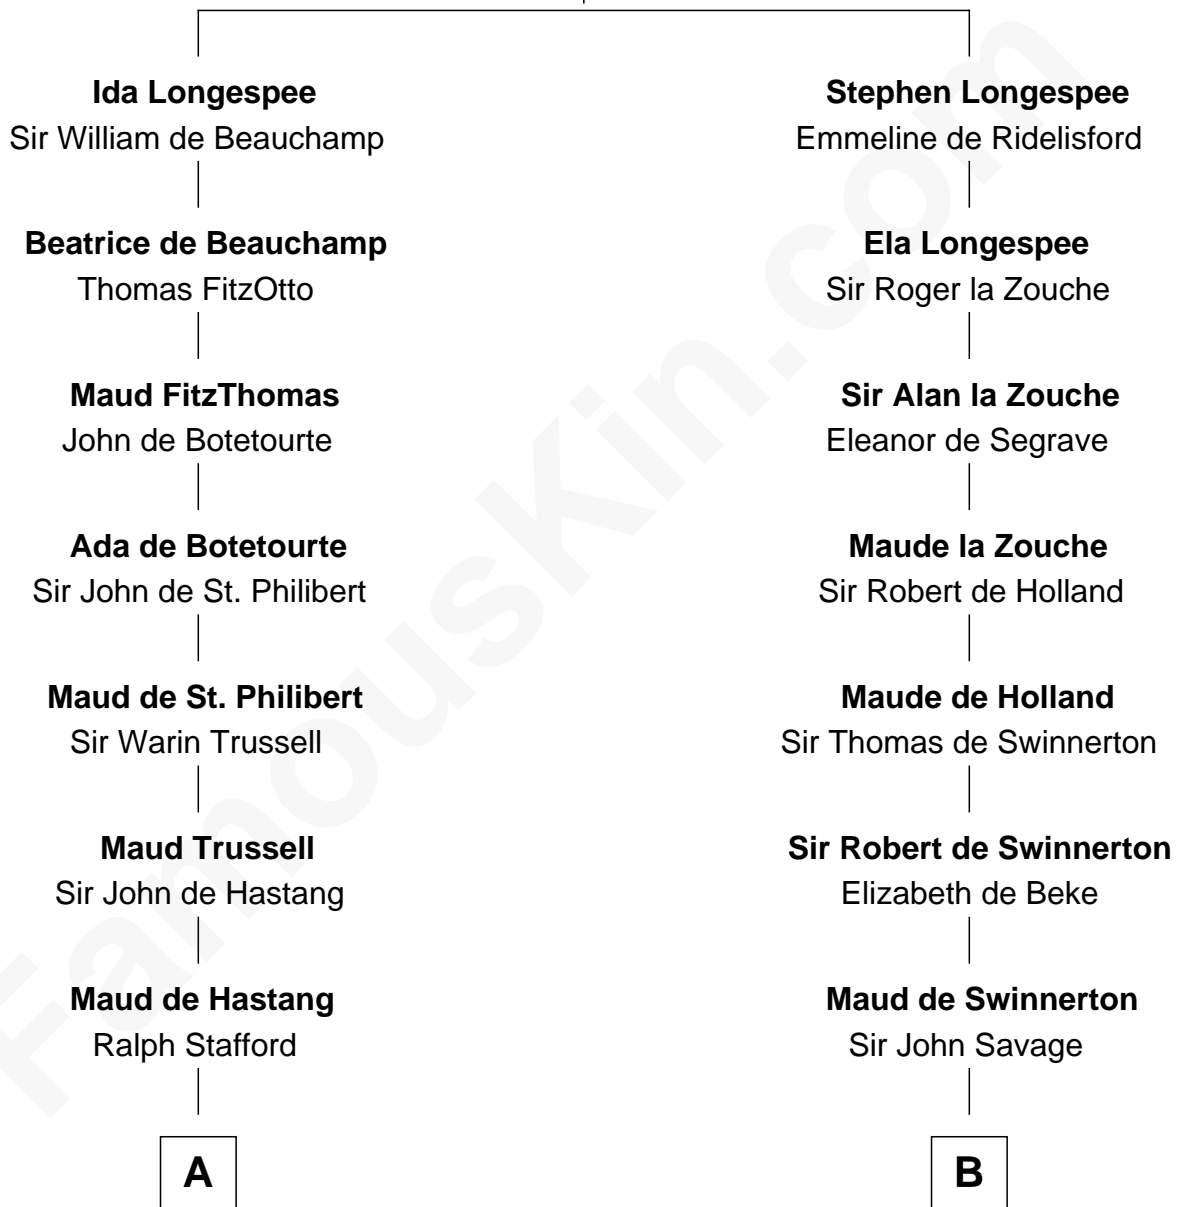 Ida Longespee
Sir William de Beauchamp
Beatrice de Beauchamp
Thomas FitzOtto
Maud FitzThomas
John de Botetourte
Ada de Botetourte
Sir John de St. Philibert
Maud de St. Philibert
Sir Warin Trussell
Maud Trussell
Sir John de Hastang
Maud de Hastang
Ralph Stafford
A
Stephen Longespee
Emmeline de Ridelisford
Ela Longespee
Sir Roger la Zouche
Sir Alan la Zouche
Eleanor de Segrave
Maude la Zouche
Sir Robert de Holland
Maude de Holland
Sir Thomas de Swinnerton
Sir Robert de Swinnerton
Elizabeth de Beke
Maud de Swinnerton
Sir John Savage
B
FamousKin.com